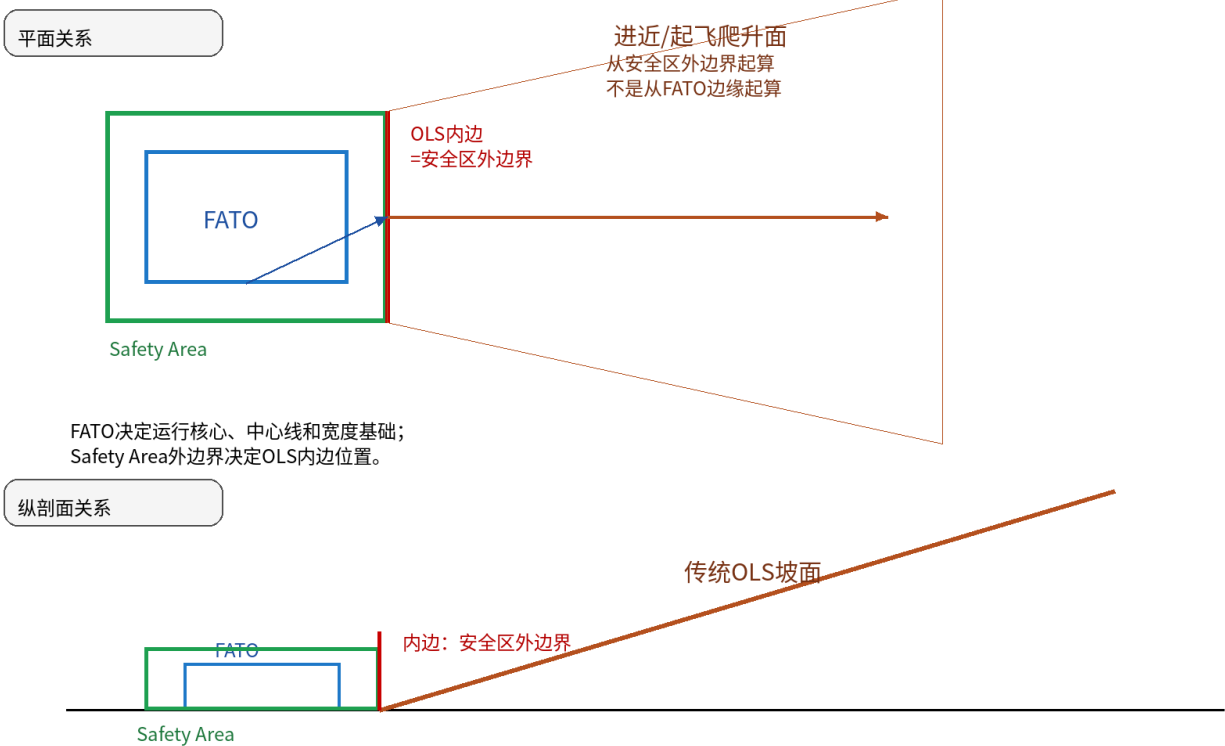 平面关系
进近/起飞爬升面
从安全区外边界起算
不是从FATO边缘起算
OLS内边
=安全区外边界
FATO
Safety Area
FATO决定运行核心、中心线和宽度基础；
Safety Area外边界决定OLS内边位置。
纵剖面关系
传统OLS坡面
内边：安全区外边界
FATO
Safety Area